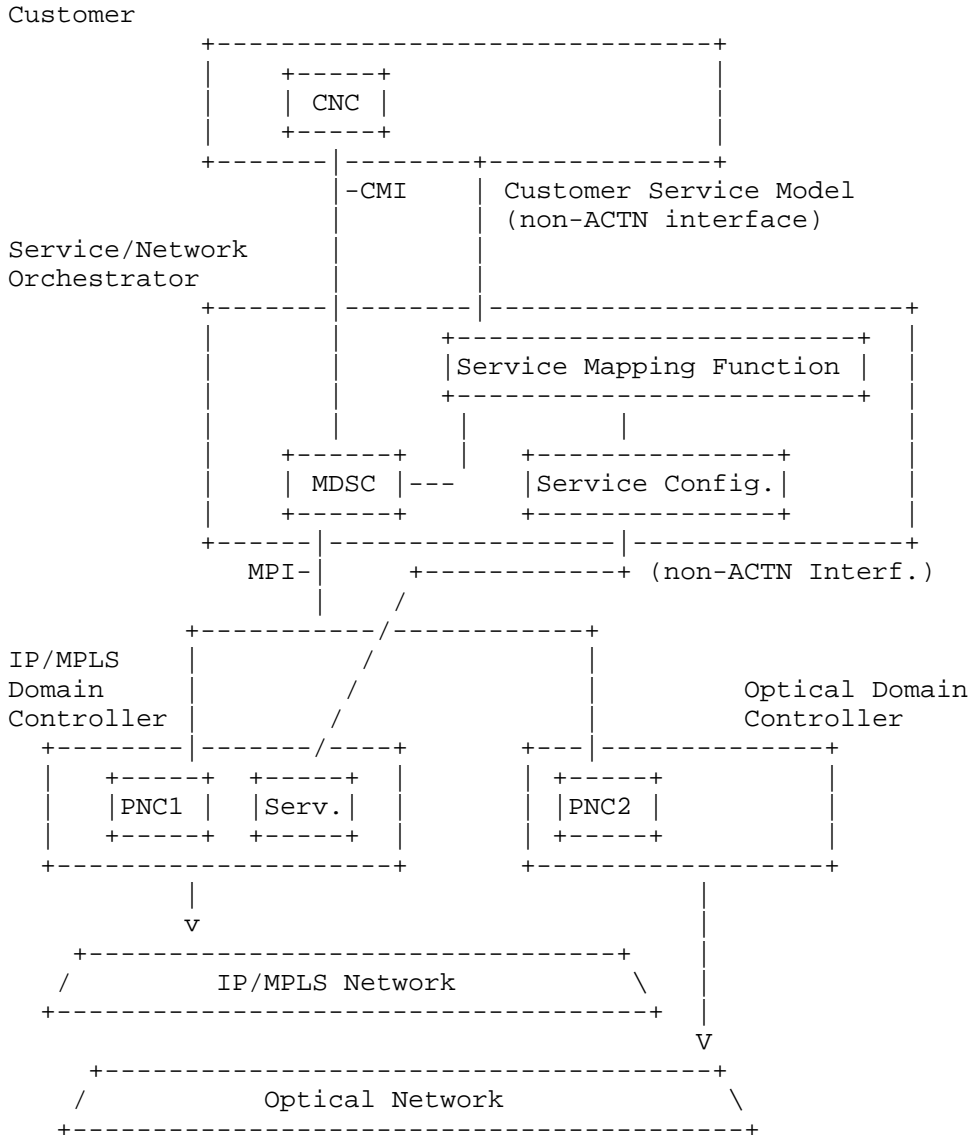 Customer
CNC
-CMI Customer Service Model
(non-ACTN interface)
Service/Network
Orchestrator
Service Mapping Function
MDSC Service Config.
MPI- (non-ACTN Interf.)
IP/MPLS
Domain Optical Domain
Controller Controller
PNC1 Serv. PNC2
v
IP/MPLS Network
V
Optical Network